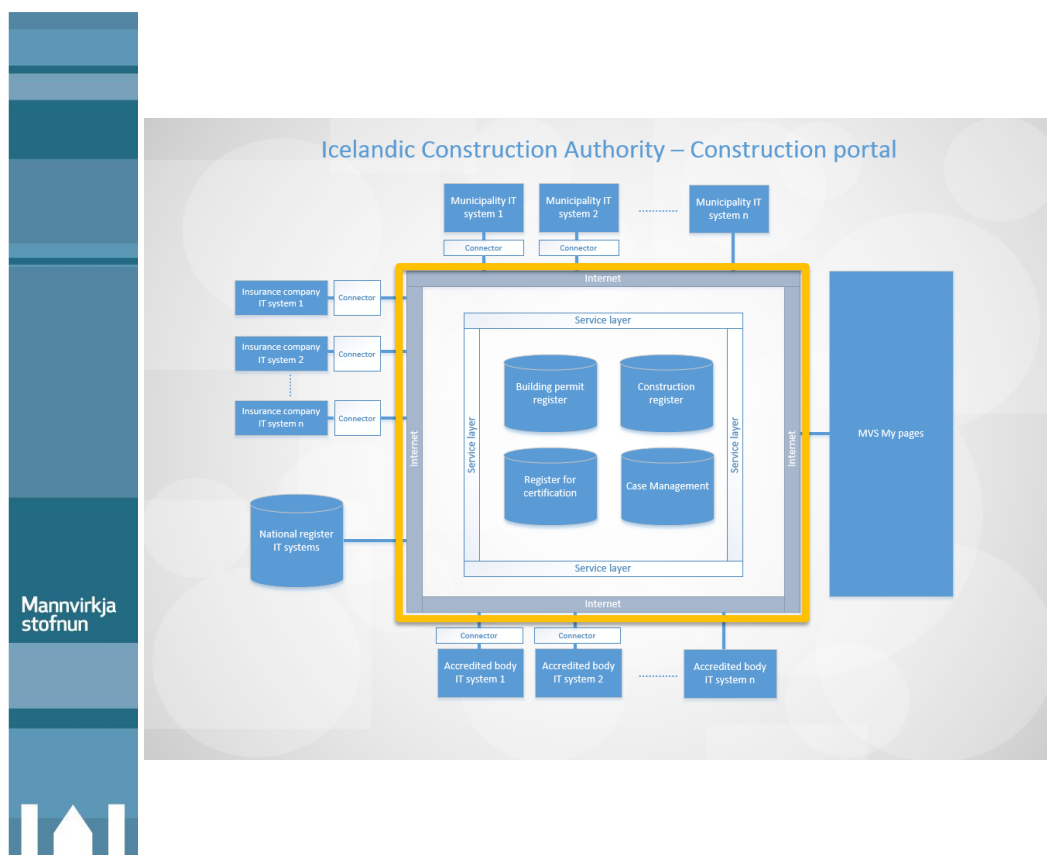 Icelandic Construction Authority – Construction portal
Municipality IT
system 1
Municipality IT
system 2
............
Municipality IT
system n
Connector
Connector
Internet
Insurance company
IT system 1
Connector
Insurance company
IT system 2
Connector
Insurance company
IT system n
Connector
Service layer
Service layer
Service layer
Service layer
Building permit
register
Construction
register
Register for
certification
Case Management
Internet
Internet
MVS My pages
National register
IT systems
Internet
Connector
Connector
Accredited body
IT system 1
Accredited body
IT system 2
............
Accredited body
IT system n
Mannvirkja
stofnun